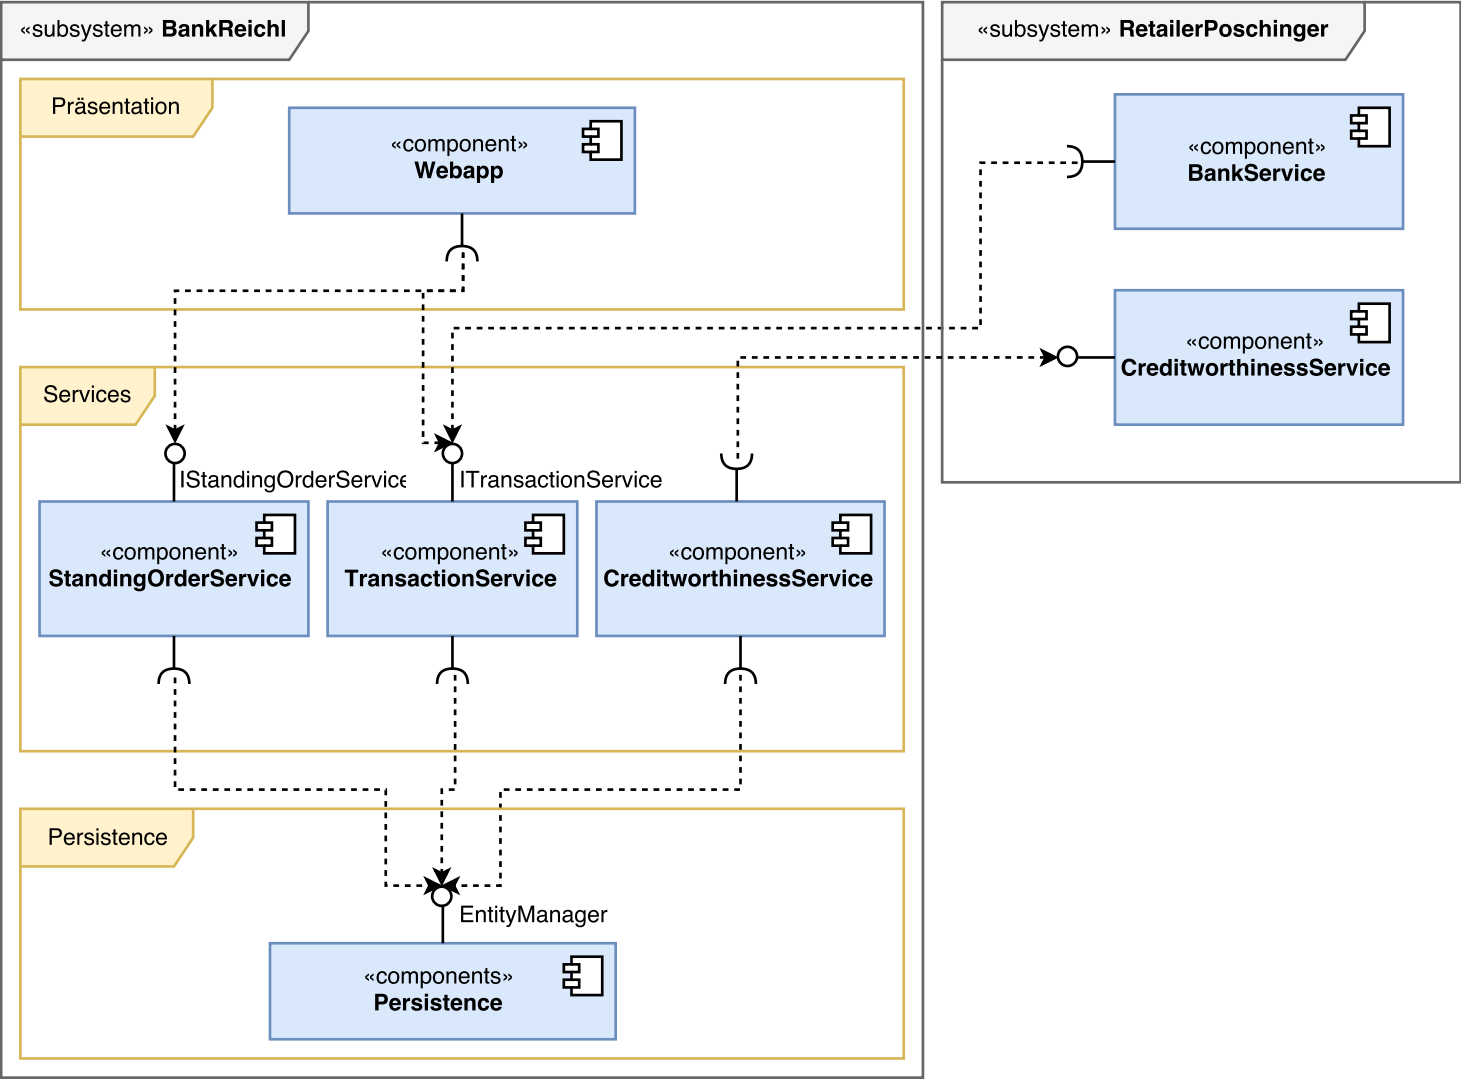 «subsystem» BankReichl
Präsentation
«component»
Webapp
Services
IStandingOrderService
ITransactionService
«component»
StandingOrderService
«component»
TransactionService
«component»
CreditworthinessService
Persistence
EntityManager
«components»
Persistence
«subsystem» RetailerPoschinger
«component»
BankService
«component»
CreditworthinessService